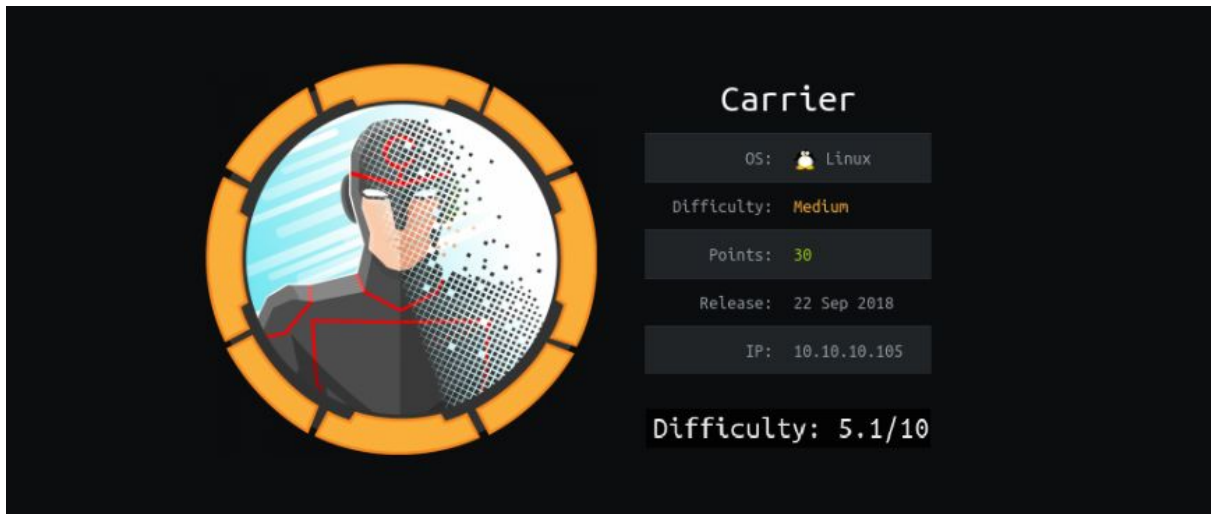 Carrier
OS: Linux
Difficulty: Medium
Points: 30
Release: 22 Sep 2018
IP: 10.10.10.105
Difficulty: 5.1/10